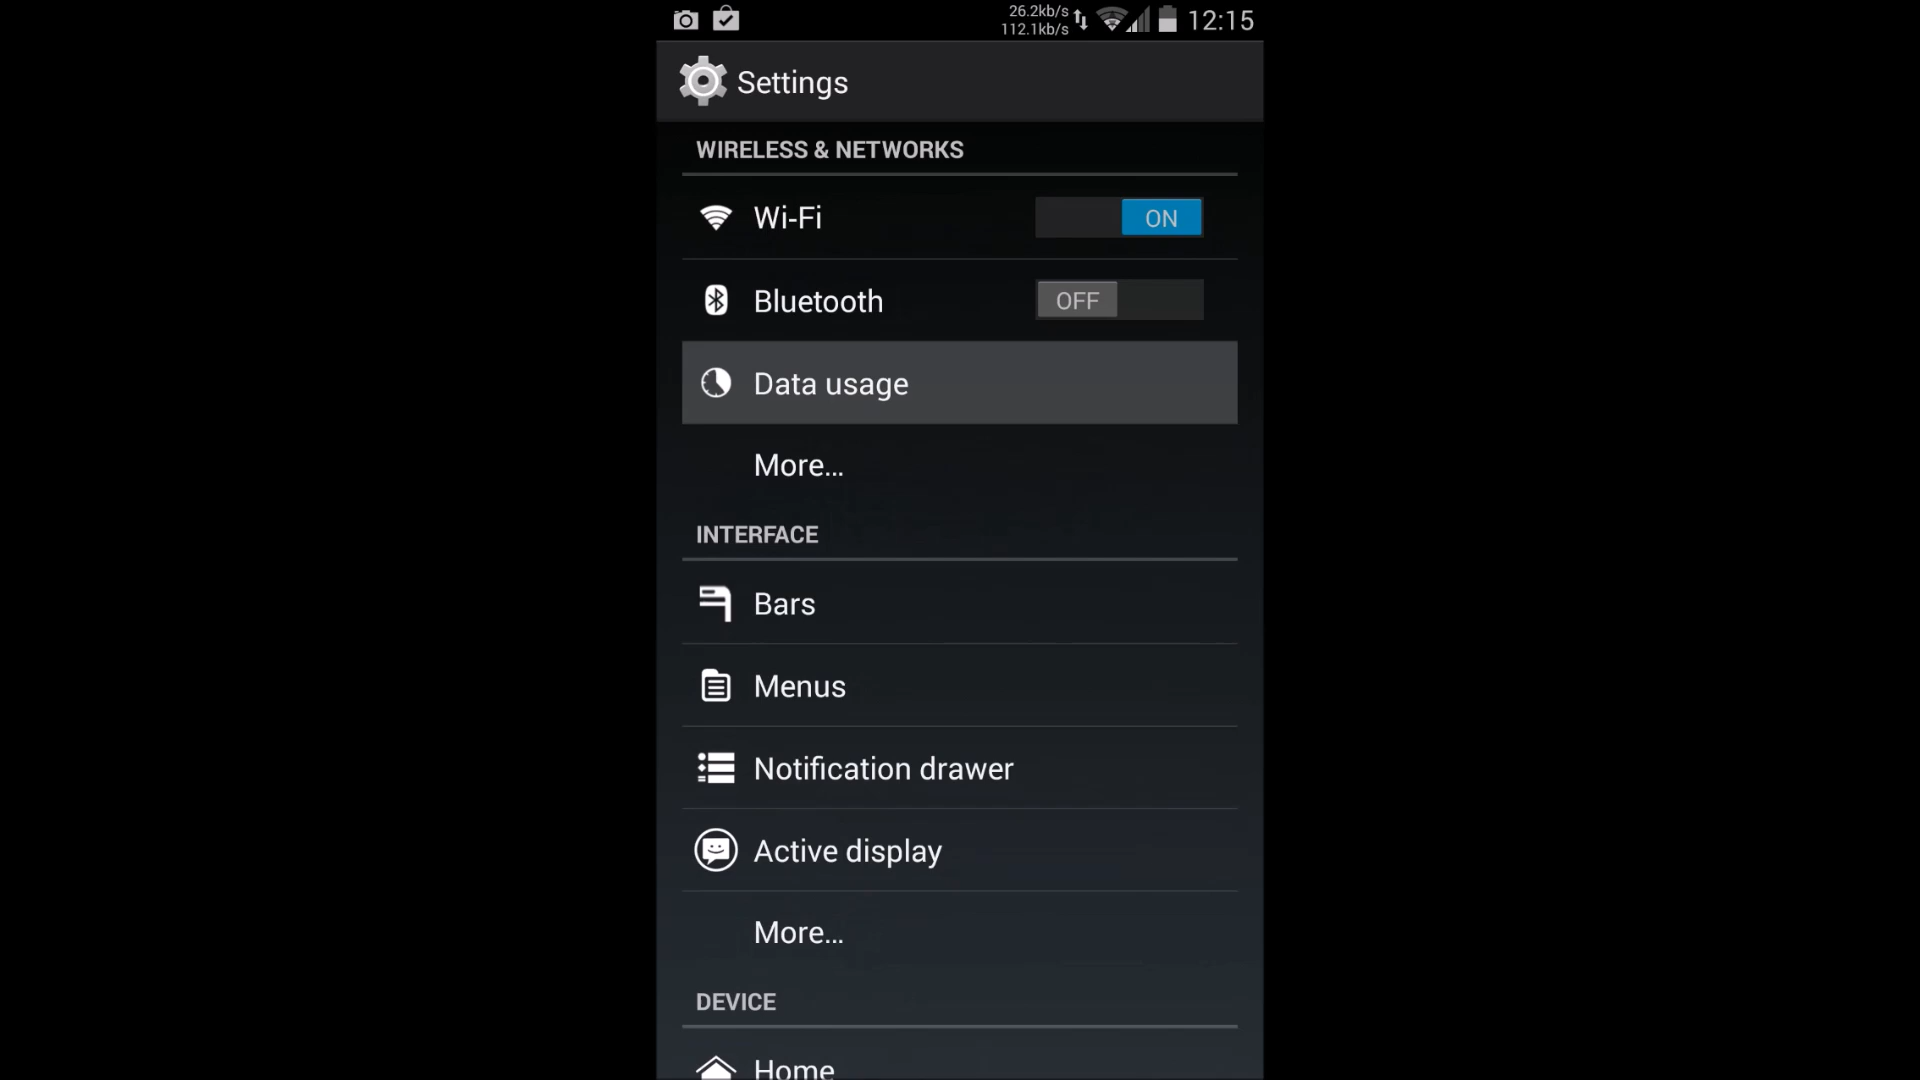 26.2kb/s
112.1kb/s
12:15
Settings
WIRELESS & NETWORKS
Wi-Fi
ON
Bluetooth
OFF
Data usage
More...
INTERFACE
Bars
Menus
Notification drawer
Active display
More...
DEVICE
Home